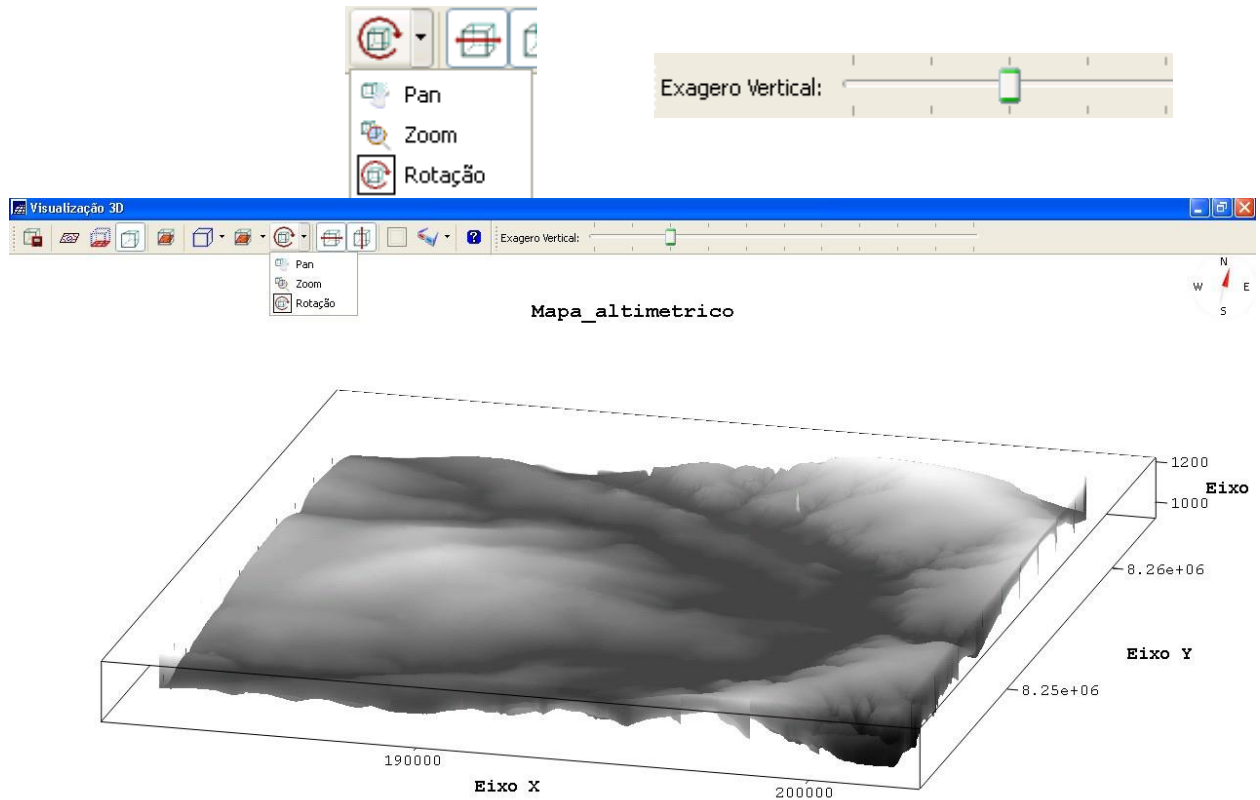 Pan
Zoom
Rotação
Exagero Vertical:
Visualização 3D
Exagero Vertical:
Pan
Zoom
Rotação
N
W E
S
Mapa_altimetrico
1200
Eixo
1000
8.26e+06
Eixo Y
8.25e+06
190000
Eixo X
200000